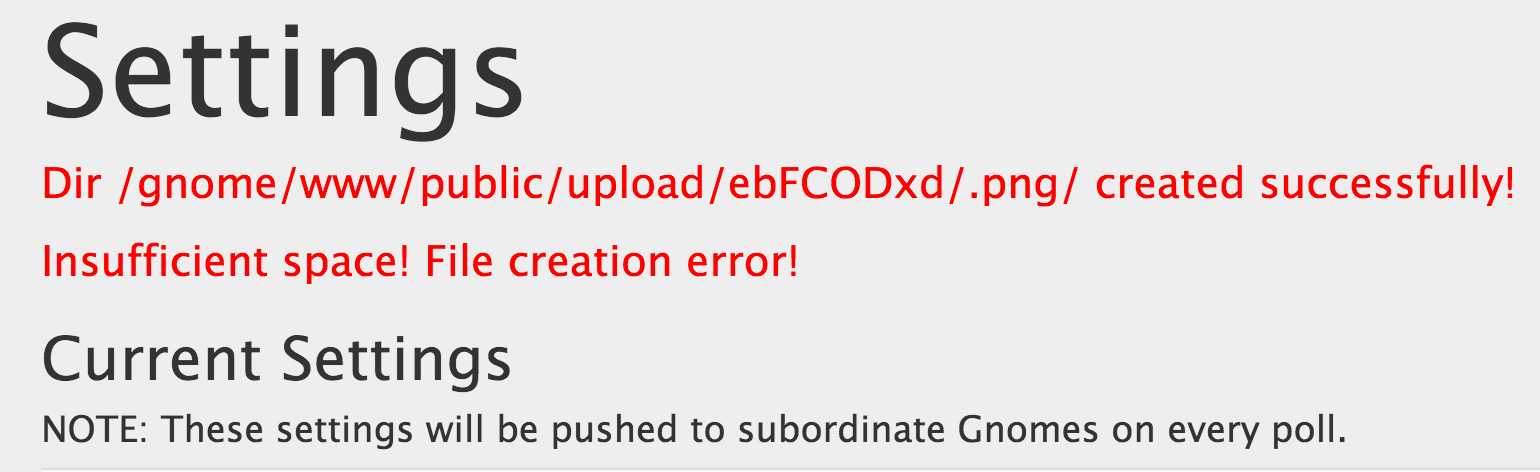 Settings
Dir /gnome/www/public/upload/ebFCODxd/.png/ created successfully!
Insufficient space! File creation error!
Current Settings
NOTE: These settings will be pushed to subordinate Gnomes on every poll.